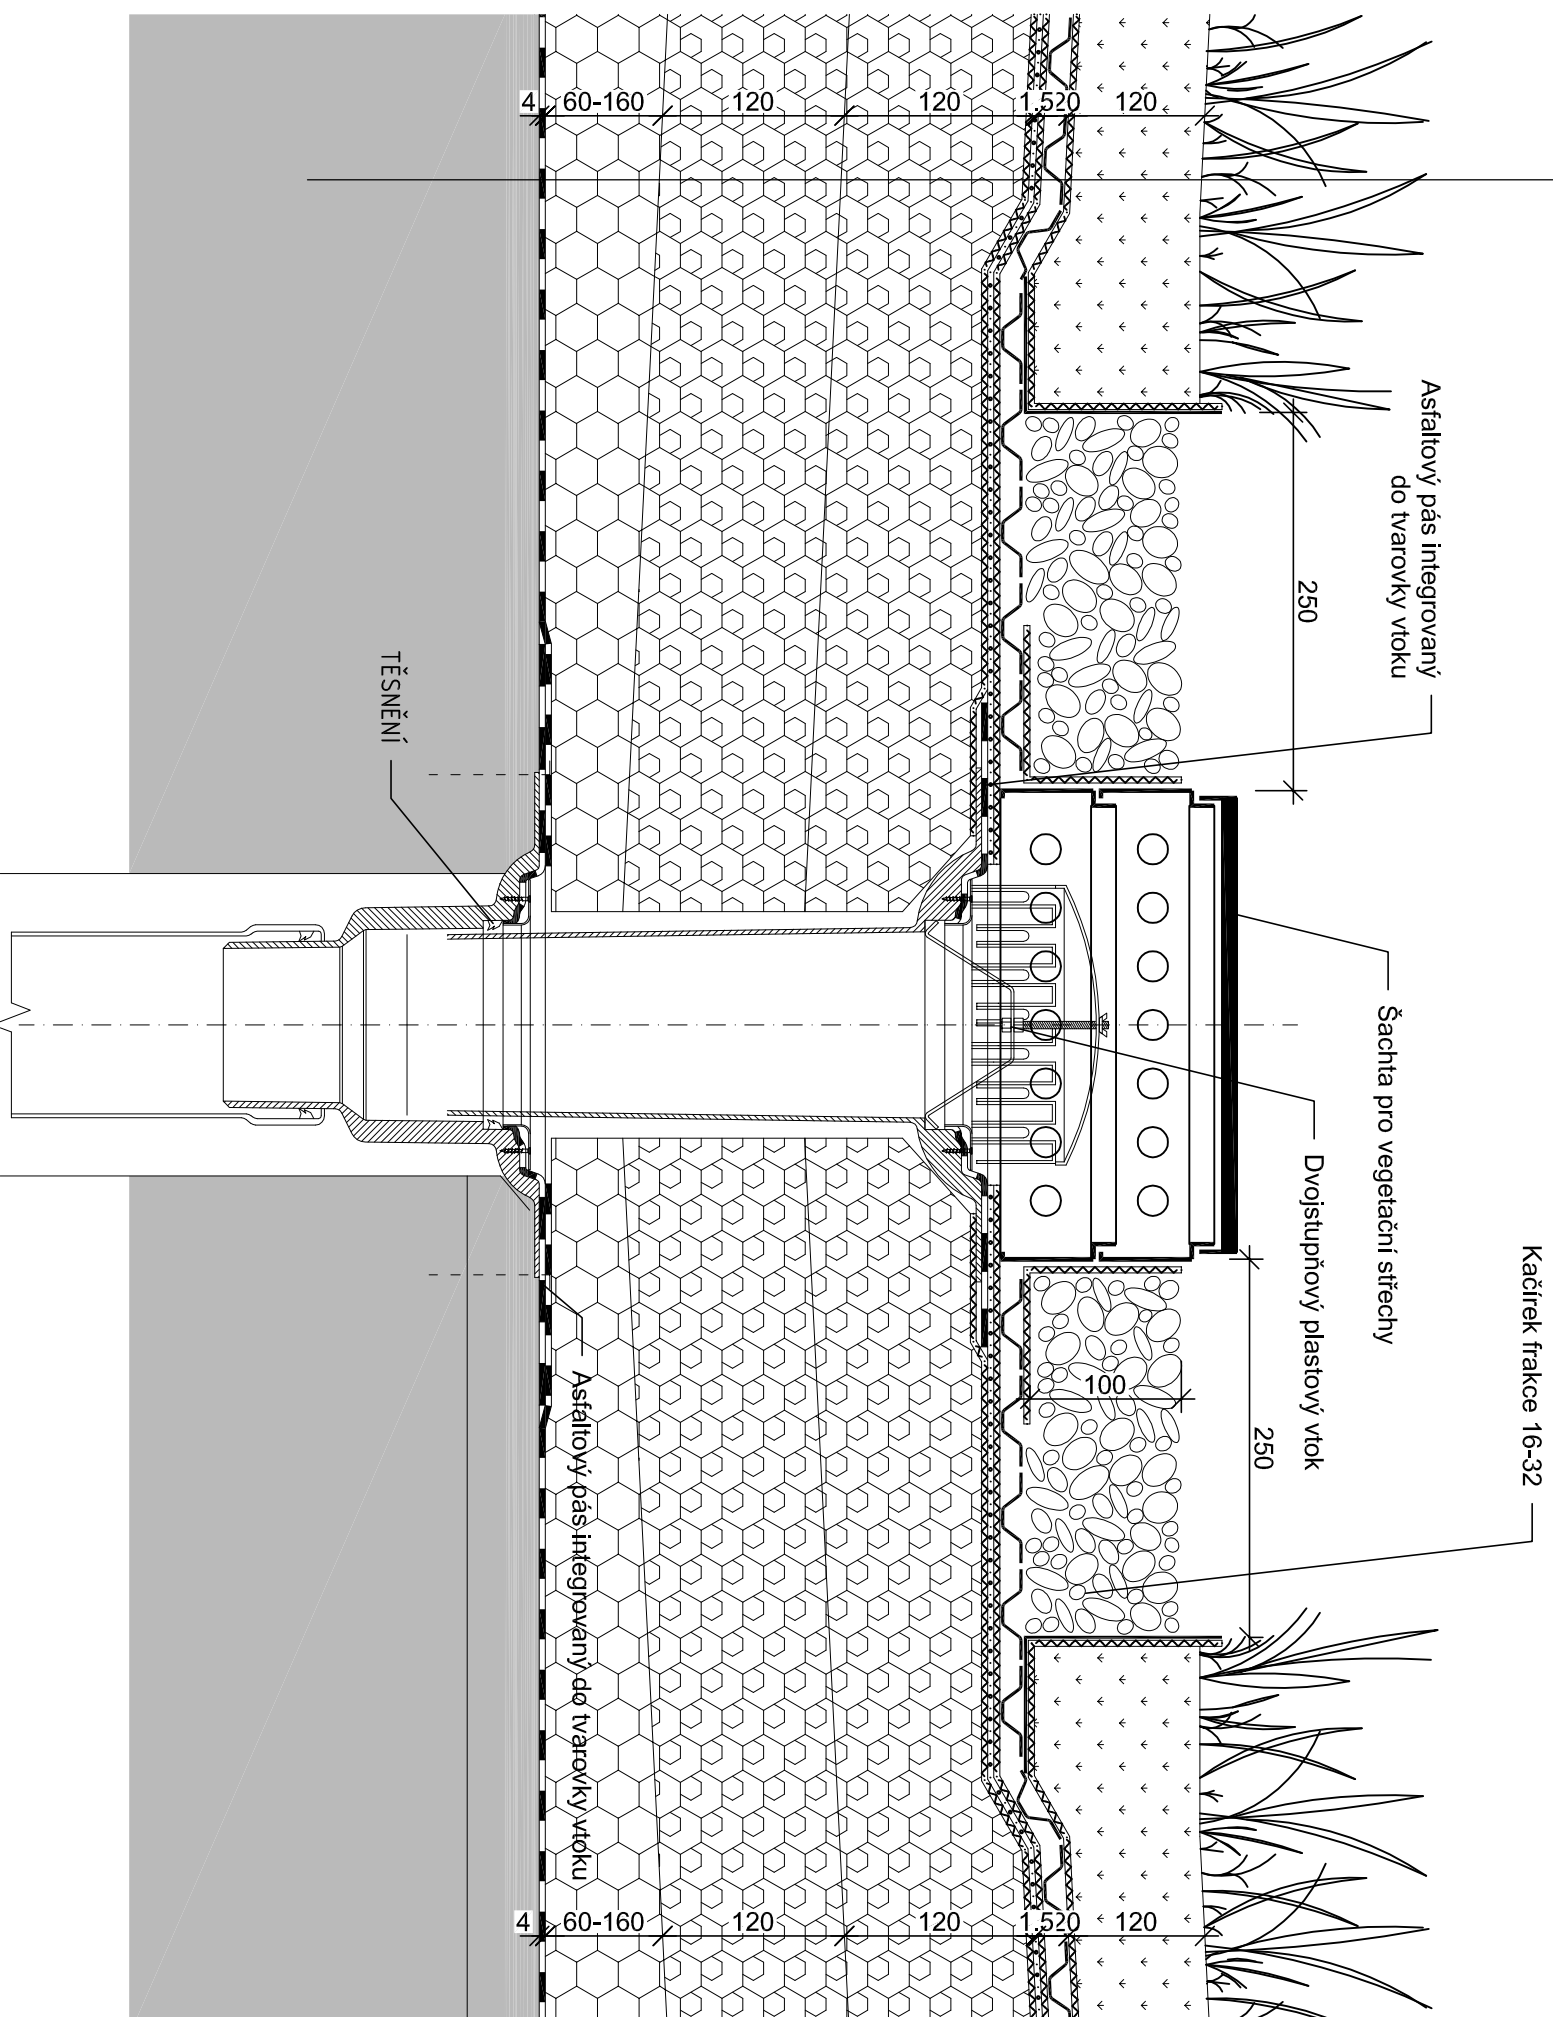 Kačírek frakce 16-32
Asfaltový pás integrovaný
do tvarovky vtoku
Šachta pro vegetační střechy
Dvojstupňový plastový vtok
250
250
100
TĚSNĚNÍ
Asfaltový pás integrovaný do tvarovky vtoku
4 60-160 120 120 1.5 20 120
4 60-160 120 120 1.5 20 120